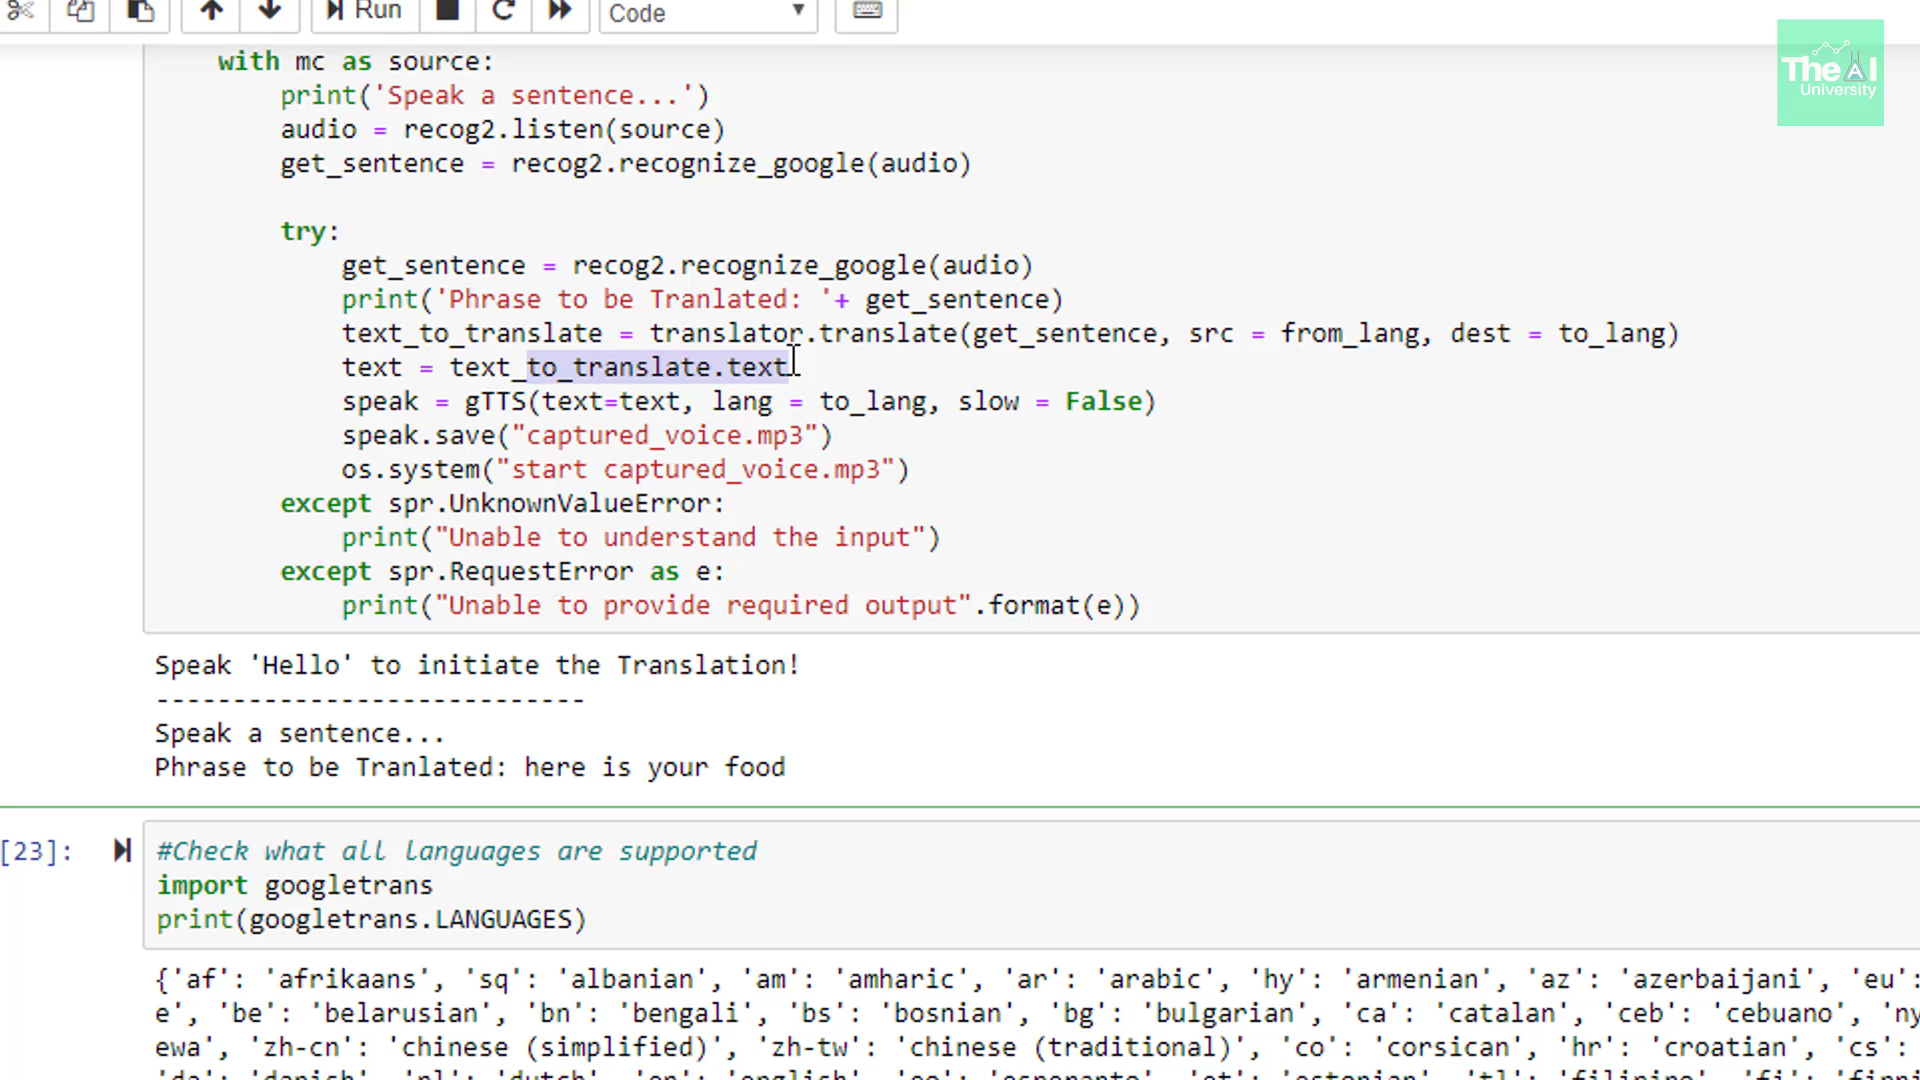 Run
Code
The AI
University
with mc as source:
print('Speak a sentence...')
audio = recog2.listen(source)
get_sentence = recog2.recognize_google(audio)
try:
get_sentence = recog2.recognize_google(audio)
print('Phrase to be Tranlated: '+ get_sentence)
text_to_translate = translator.translate(get_sentence, src = from_lang, dest = to_lang)
text = text_to_translate.text
speak = gTTS(text=text, lang = to_lang, slow = False)
speak.save("captured_voice.mp3")
os.system("start captured_voice.mp3")
except spr.UnknownValueError:
print("Unable to understand the input")
except spr.RequestError as e:
print("Unable to provide required output".format(e))
Speak 'Hello' to initiate the Translation!
----------------------------
Speak a sentence...
Phrase to be Tranlated: here is your food
[23]:
#Check what all languages are supported
import googletrans
print(googletrans.LANGUAGES)
{'af': 'afrikaans', 'sq': 'albanian', 'am': 'amharic', 'ar': 'arabic', 'hy': 'armenian', 'az': 'azerbaijani', 'eu':
e', 'be': 'belarusian', 'bn': 'bengali', 'bs': 'bosnian', 'bg': 'bulgarian', 'ca': 'catalan', 'ceb': 'cebuano', 'ny
ewa', 'zh-cn': 'chinese (simplified)', 'zh-tw': 'chinese (traditional)', 'co': 'corsican', 'hr': 'croatian', 'cs':